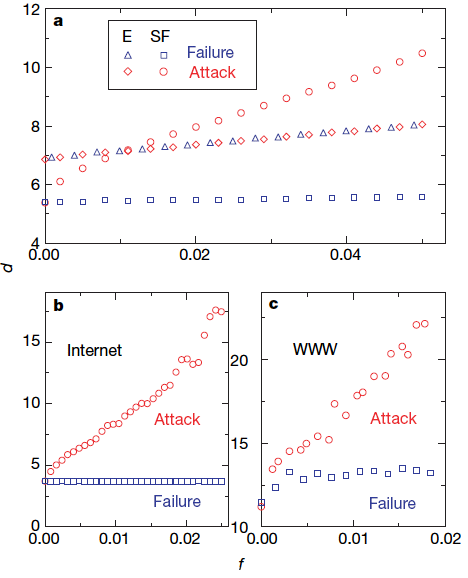 12
a
E SF
Failure
Attack
10
8
6
4
0.00 0.02 0.04
d
b
Internet
Attack
Failure
15
10
5
0
0.00 0.01 0.02
c
WWW
Attack
Failure
20
15
10
0.00 0.01 0.02
f